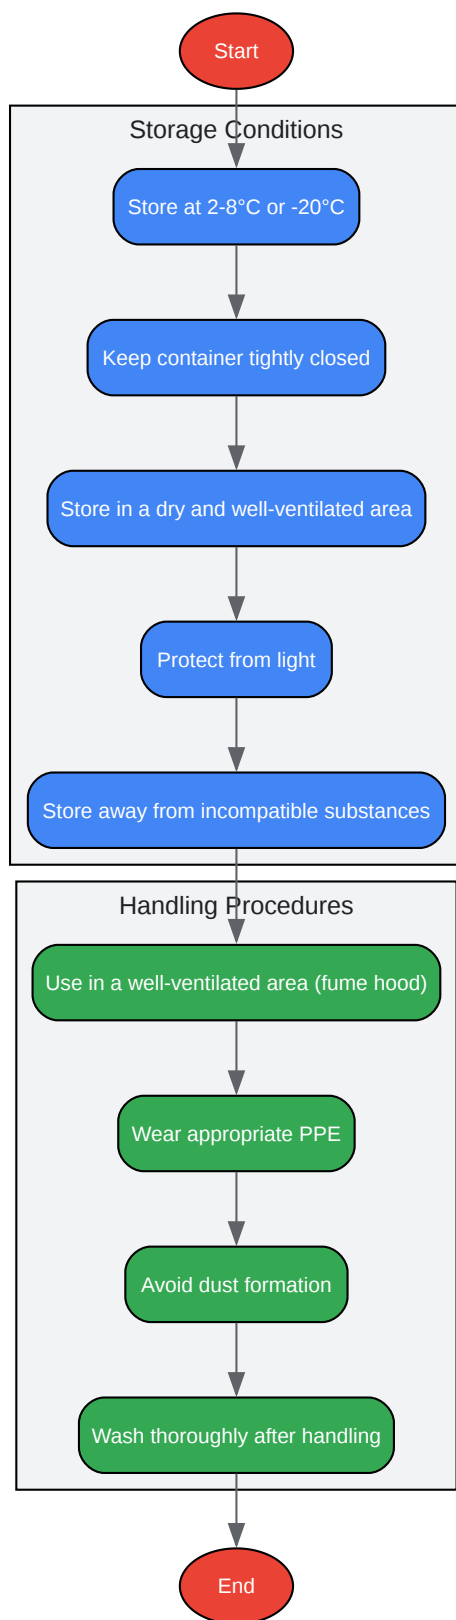 Start
Storage Conditions
Store at 2-8°C or -20°C
Keep container tightly closed
Store in a dry and well-ventilated area
Protect from light
Store away from incompatible substances
Handling Procedures
Use in a well-ventilated area (fume hood)
Wear appropriate PPE
Avoid dust formation
Wash thoroughly after handling
End